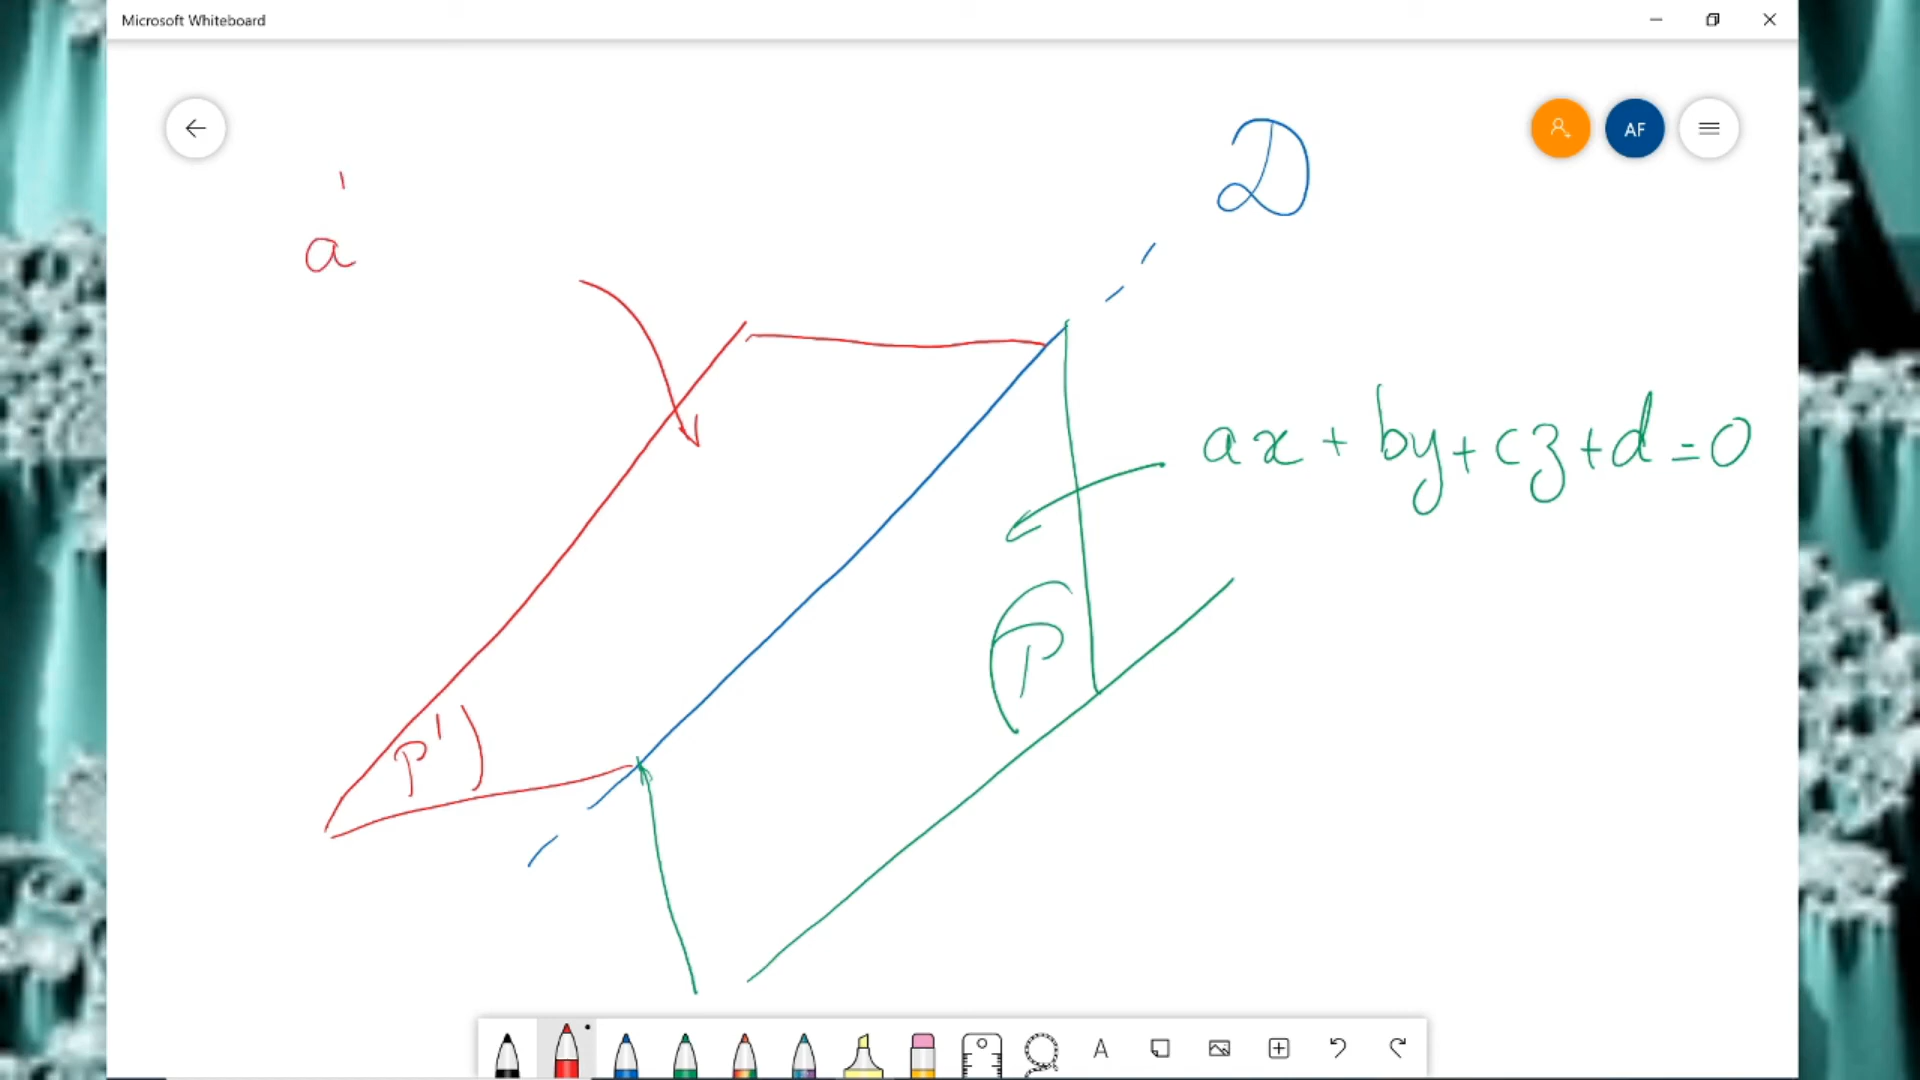 Microsoft Whiteboard
AF
D
a'
ax + by + cz + d = 0
(P
P')
A